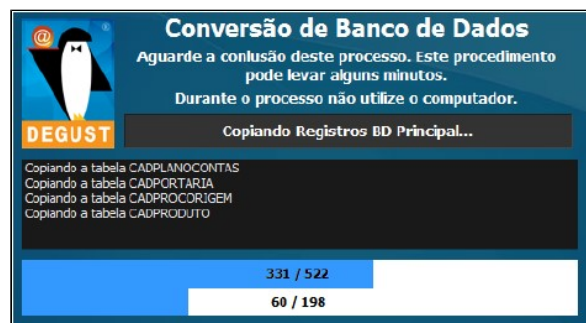 Conversão de Banco de Dados
Aguarde a conlusão deste processo. Este procedimento
pode levar alguns minutos.
Durante o processo não utilize o computador.
@
DEGUST
Copiando Registros BD Principal...
Copiando a tabela CADPLANOCONTAS
Copiando a tabela CADPORTARIA
Copiando a tabela CADPROCORIGEM
Copiando a tabela CADPRODUTO
331 / 522
60 / 198